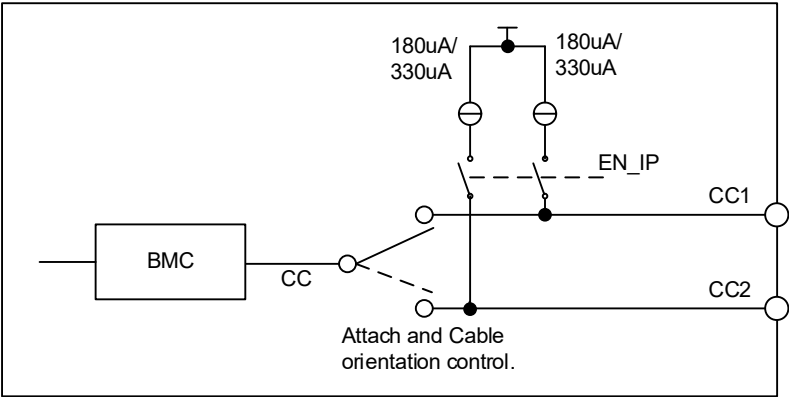 180uA/
330uA
180uA/
330uA
EN_IP
CC1
BMC
CC
CC2
Attach and Cable
orientation control.